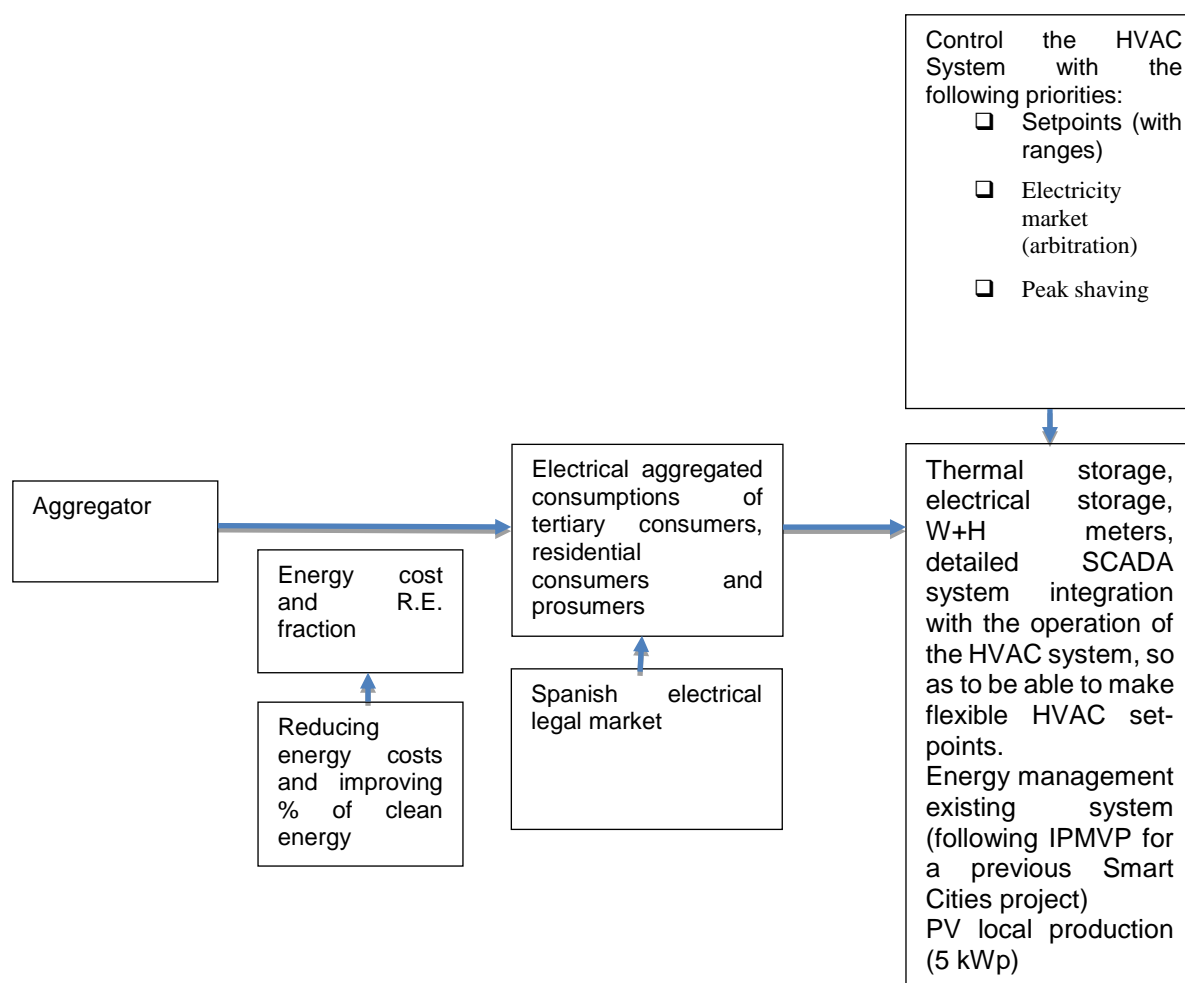 Control the HVAC
System with the
following priorities:
❑ Setpoints (with
ranges)
❑ Electricity
market
(arbitration)
❑ Peak shaving
Aggregator
Energy cost
and R.E.
fraction
Reducing
energy costs
and improving
% of clean
energy
Electrical aggregated
consumptions of
tertiary consumers,
residential
consumers and
prosumers
Spanish electrical
legal market
Thermal storage,
electrical storage,
W+H meters,
detailed SCADA
system integration
with the operation of
the HVAC system, so
as to be able to make
flexible HVAC set-
points.
Energy management
existing system
(following IPMVP for
a previous Smart
Cities project)
PV local production
(5 kWp)